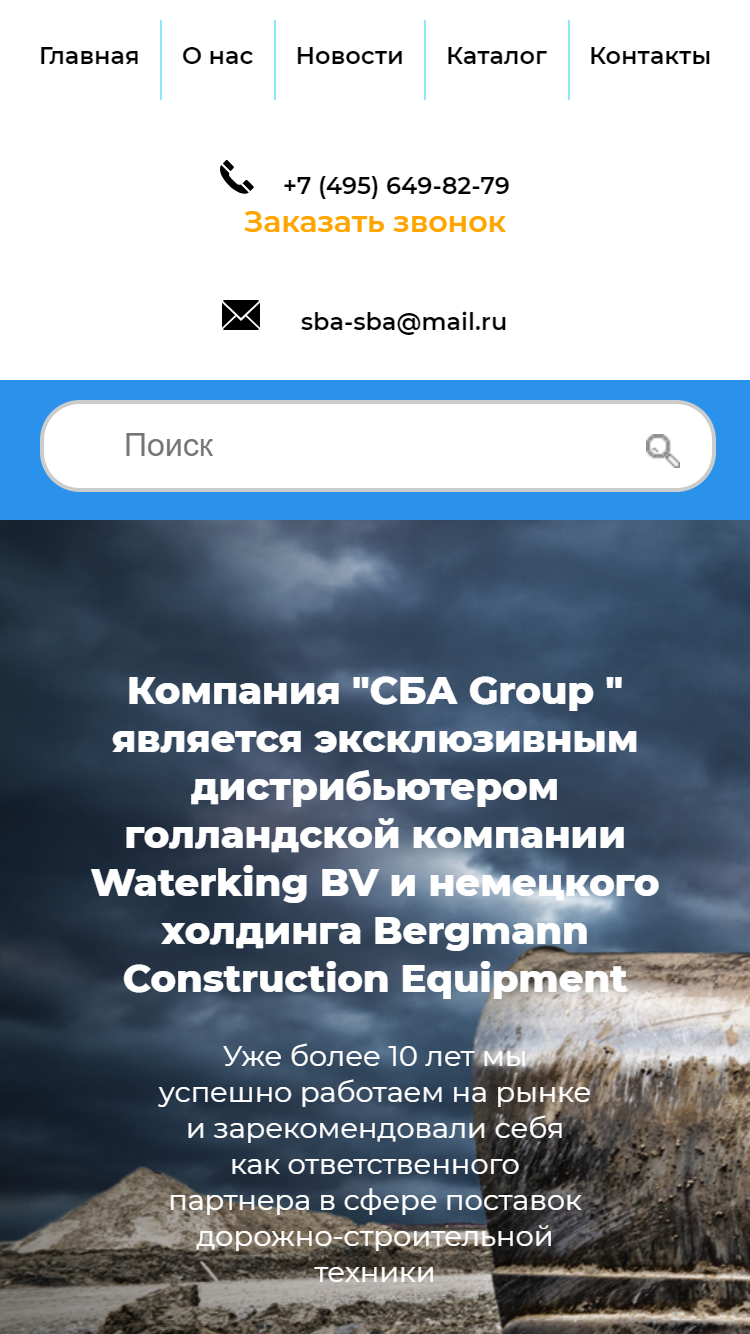 Главная О нас Новости Каталог Контакты
+7 (495) 649-82-79
Заказать звонок
sba-sba@mail.ru
Поиск
Компания "СБА Group "
является эксклюзивным
дистрибьютером
голландской компании
Waterking BV и немецкого
холдинга Bergmann
Construction Equipment
Уже более 10 лет мы
успешно работаем на рынке
и зарекомендовали себя
как ответственного
партнера в сфере поставок
дорожно-строительной
техники